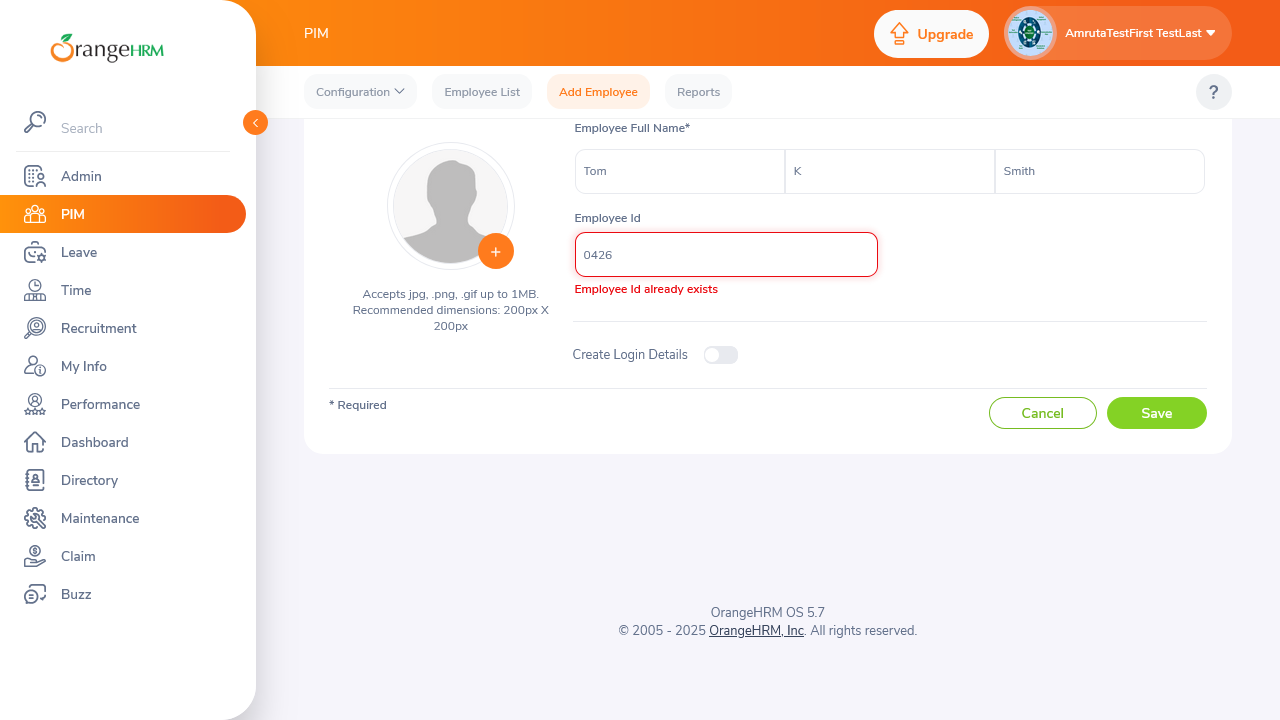 OrangeHRM
PIM
Upgrade
AmrutaTestFirst TestLast
Configuration
Employee List
Add Employee
Reports
?
Search
Admin
PIM
Leave
Time
Recruitment
My Info
Performance
Dashboard
Directory
Maintenance
Claim
Buzz
Accepts jpg, .png, .gif up to 1MB.
Recommended dimensions: 200px X
200px
Employee Full Name*
Tom
K
Smith
Employee Id
0426
Employee Id already exists
Create Login Details
* Required
Cancel
Save
OrangeHRM OS 5.7
© 2005 - 2025 OrangeHRM, Inc. All rights reserved.